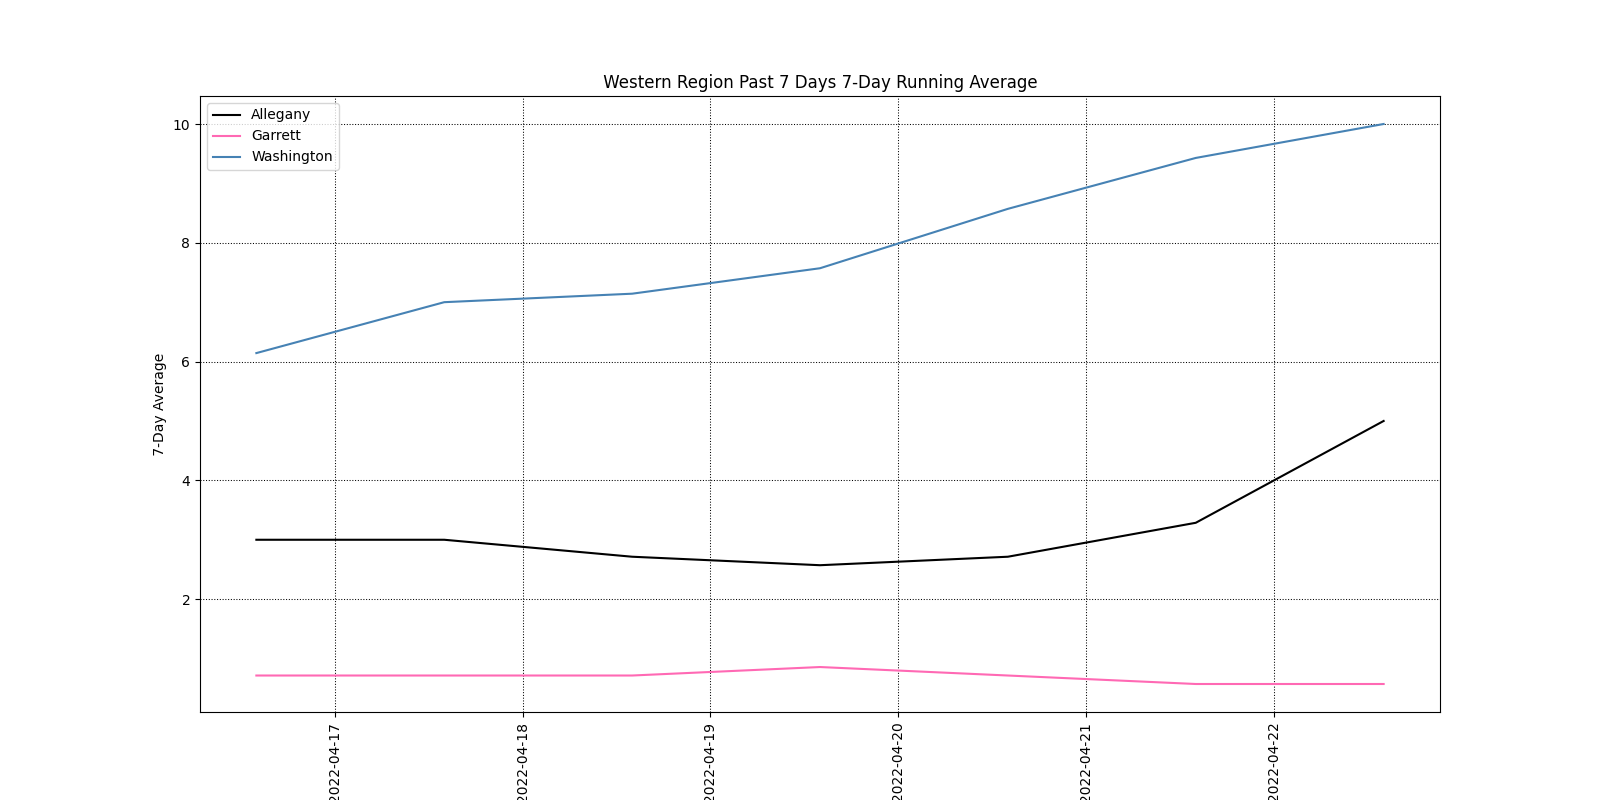 Western Region Past 7 Days 7-Day Running Average
Allegany
Garrett
Washington
10
8
6
4
2
7-Day Average
2022-04-17
2022-04-18
2022-04-19
2022-04-20
2022-04-21
2022-04-22